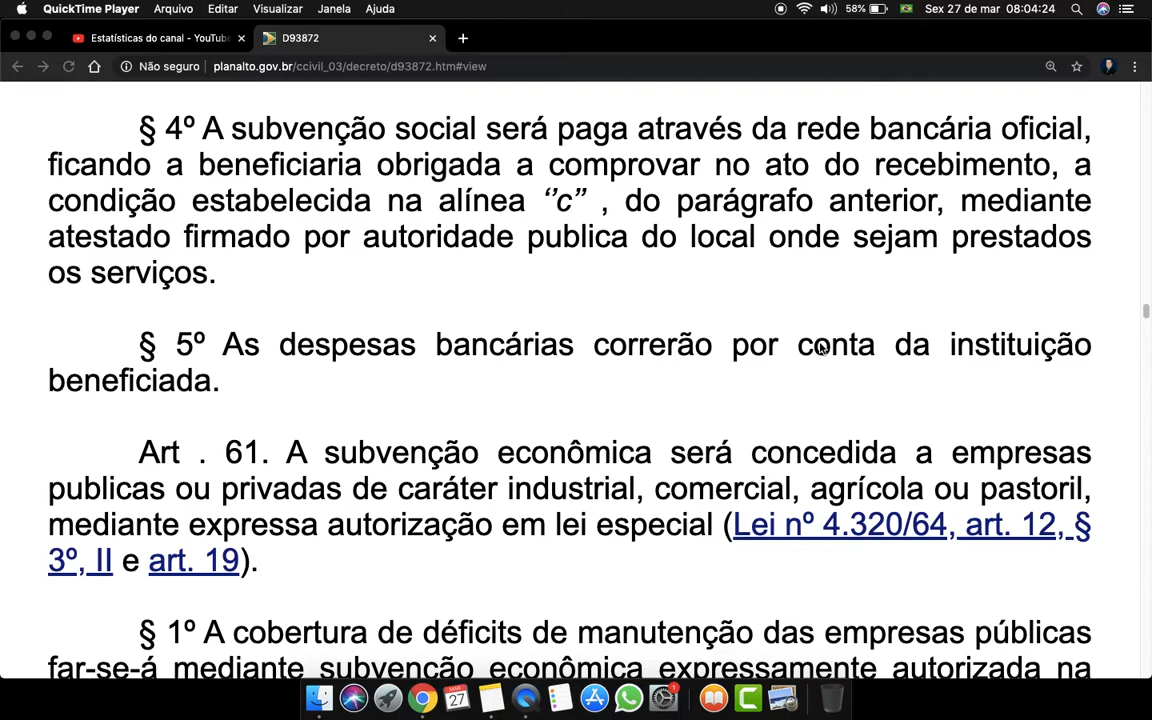 QuickTime Player Arquivo Editar Visualizar Janela Ajuda 58% Sex 27 de mar 08:04:24
Estatísticas do canal - YouTube D93872
Não seguro planalto.gov.br/ccivil_03/decreto/d93872.htm#view
§ 4º A subvenção social será paga através da rede bancária oficial,
ficando a beneficiaria obrigada a comprovar no ato do recebimento, a
condição estabelecida na alínea ‘’c” , do parágrafo anterior, mediante
atestado firmado por autoridade publica do local onde sejam prestados
os serviços.
§ 5º As despesas bancárias correrão por conta da instituição
beneficiada.
Art . 61. A subvenção econômica será concedida a empresas
publicas ou privadas de caráter industrial, comercial, agrícola ou pastoril,
mediante expressa autorização em lei especial (Lei nº 4.320/64, art. 12, §
3º, II e art. 19).
§ 1º A cobertura de déficits de manutenção das empresas públicas
far-se-á mediante subvenção econômica expressamente autorizada na
MAR
27
1